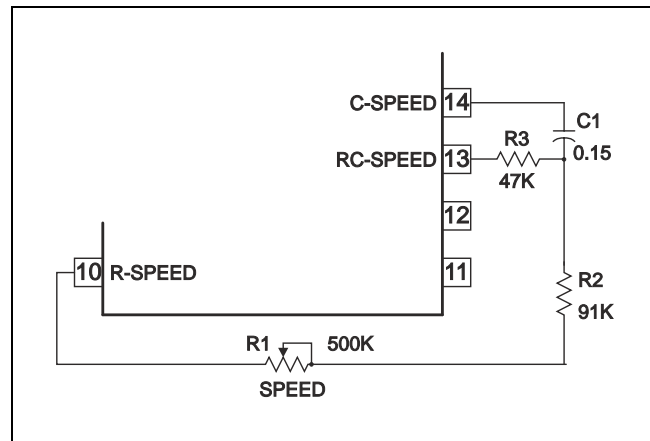 C-SPEED 14
C1
R3
RC-SPEED 13
0.15
47K
12
10 R-SPEED
11
R2
91K
R1 500K
SPEED